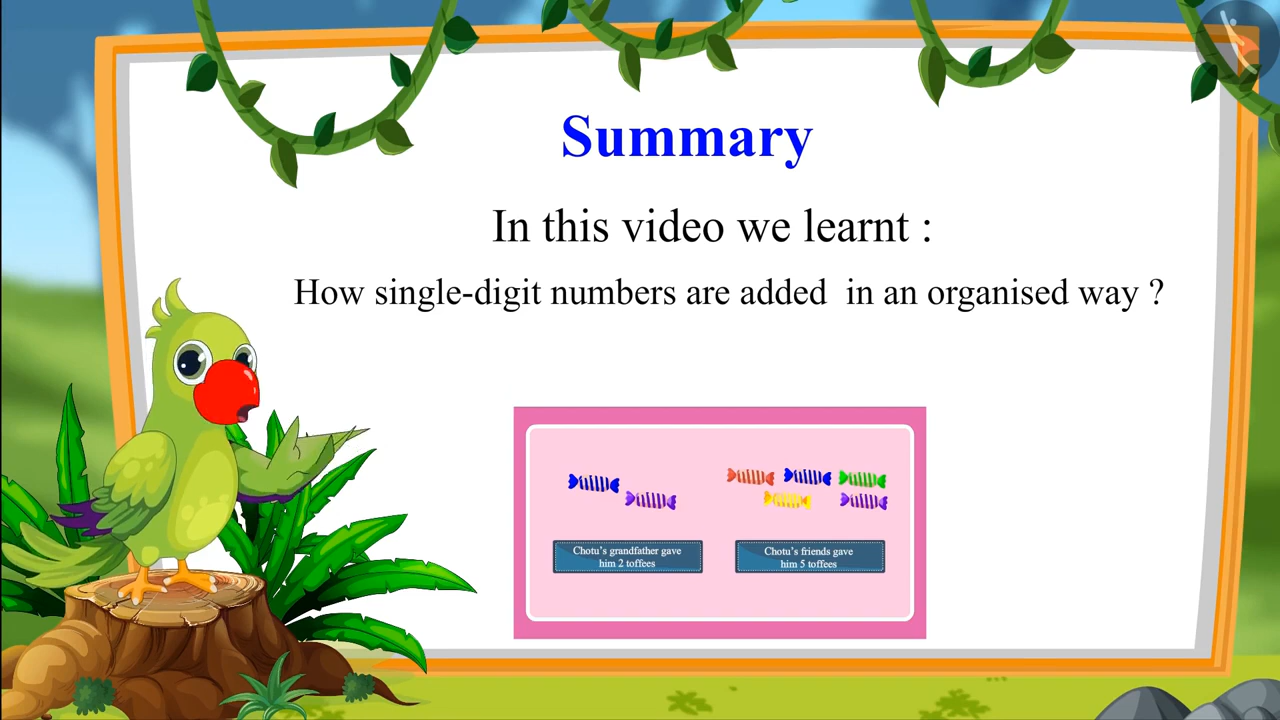 Summary
In this video we learnt :
How single-digit numbers are added  in an organised way ?
Chotu's grandfather gave
him 2 toffees
Chotu's friends gave
him 5 toffees